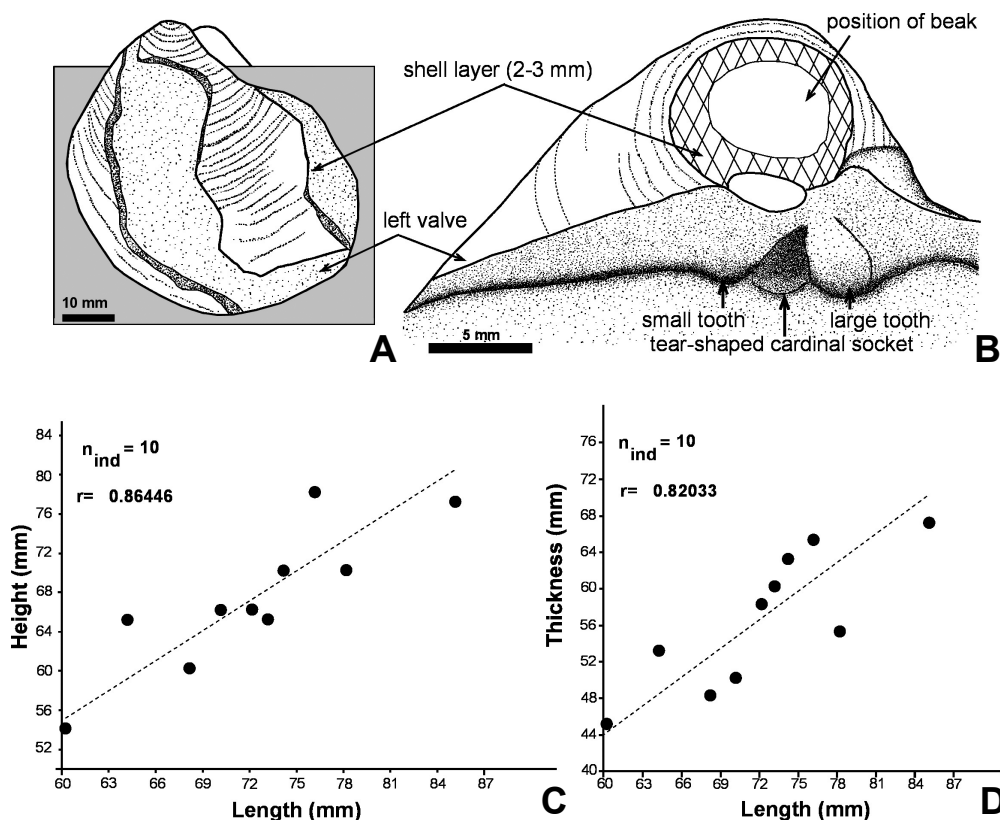 position of beak
shell layer (2-3 mm)
left valve
10 mm
A
small tooth
large tooth
tear-shaped cardinal socket
5 mm
B
n_ind = 10
r= 0.86446
Height (mm)
84
80
76
72
68
64
60
56
52
60 63 66 69 72 75 78 81 84 87
Length (mm)
C
n_ind = 10
r= 0.82033
Thickness (mm)
76
72
68
64
60
56
52
48
44
40
60 63 66 69 72 75 78 81 84 87
Length (mm)
D